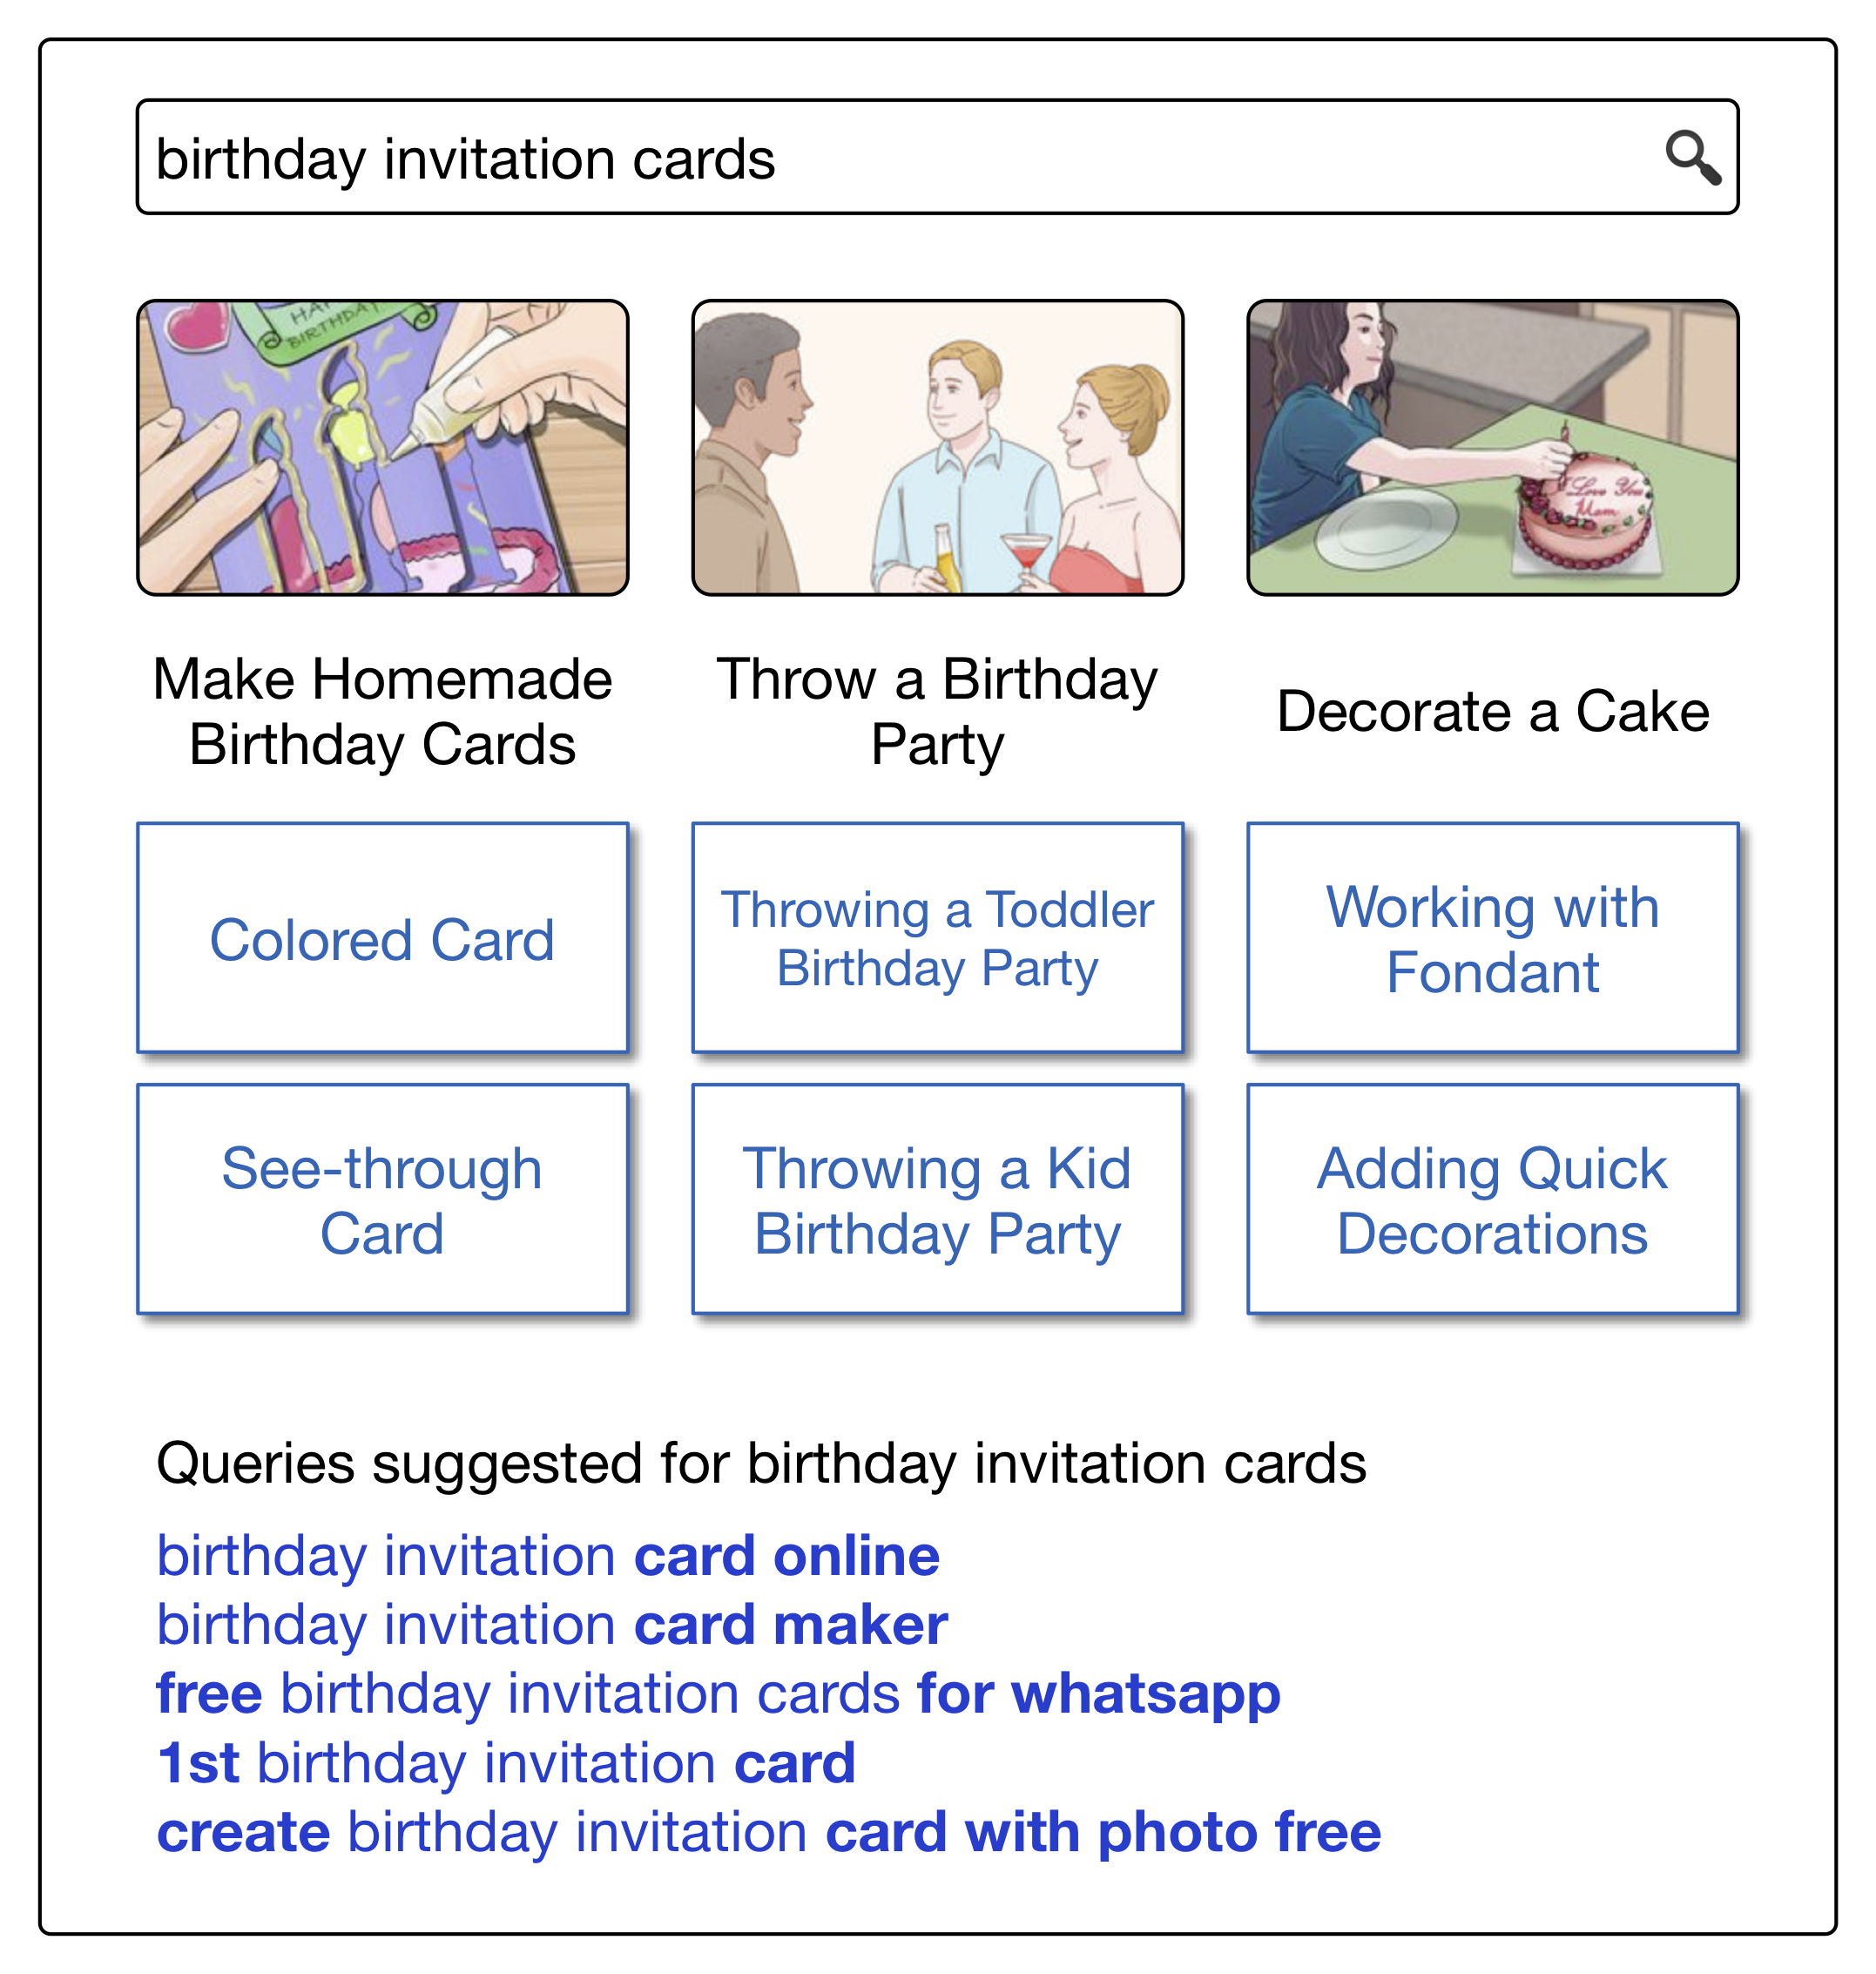 birthday invitation cards
HA
BIRTHDAY
Love You
Mom
Make Homemade
Birthday Cards
Throw a Birthday
Party
Decorate a Cake
Colored Card
Throwing a Toddler
Birthday Party
Working with
Fondant
See-through
Card
Throwing a Kid
Birthday Party
Adding Quick
Decorations
Queries suggested for birthday invitation cards
birthday invitation card online
birthday invitation card maker
free birthday invitation cards for whatsapp
1st birthday invitation card
create birthday invitation card with photo free